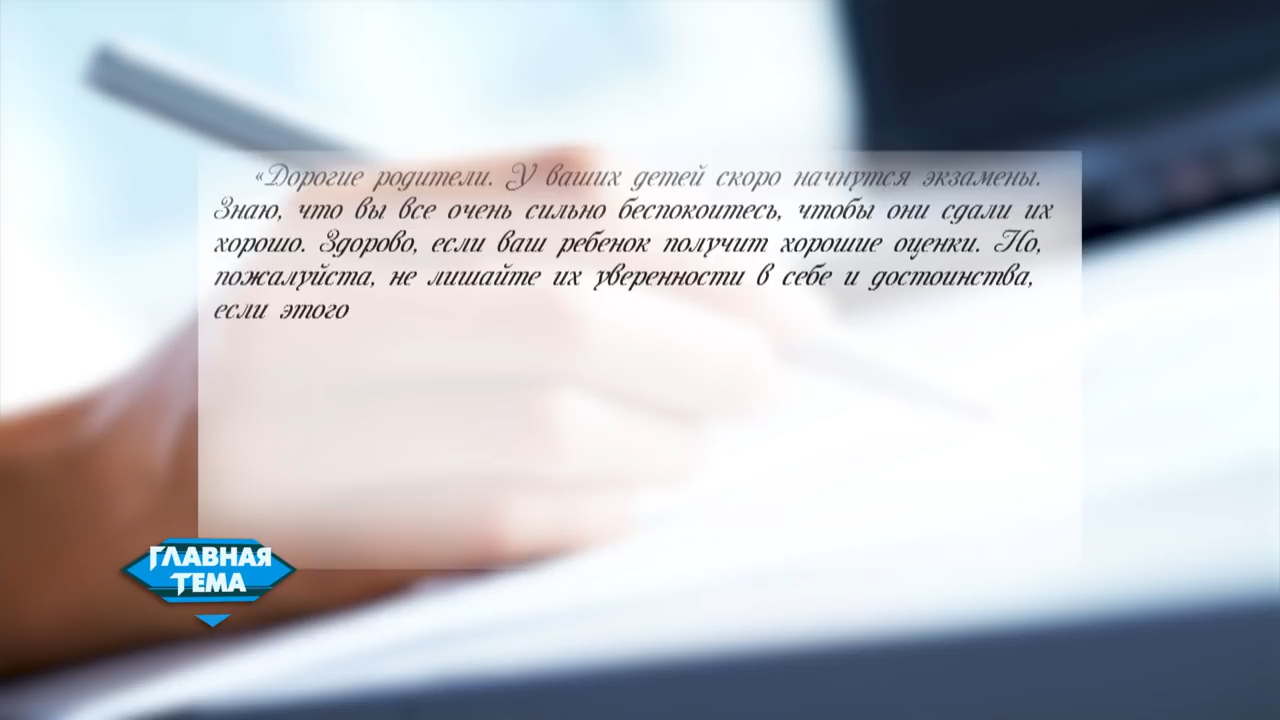 «Дорогие родители. У ваших детей скоро начнутся экзамены.
Знаю, что вы все очень сильно беспокоитесь, чтобы они сдали их
хорошо. Здорово, если ваш ребенок получит хорошие оценки. Но,
пожалуйста, не лишайте их уверенности в себе и достоинства,
если этого
ГЛАВНАЯ
ТЕМА